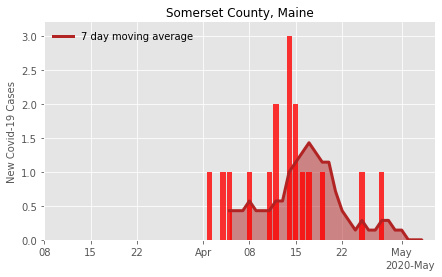 Somerset County, Maine
7 day moving average
New Covid-19 Cases
3.0
2.5
2.0
1.5
1.0
0.5
0.0
08 15 22 Apr 08 15 22 May
2020-May